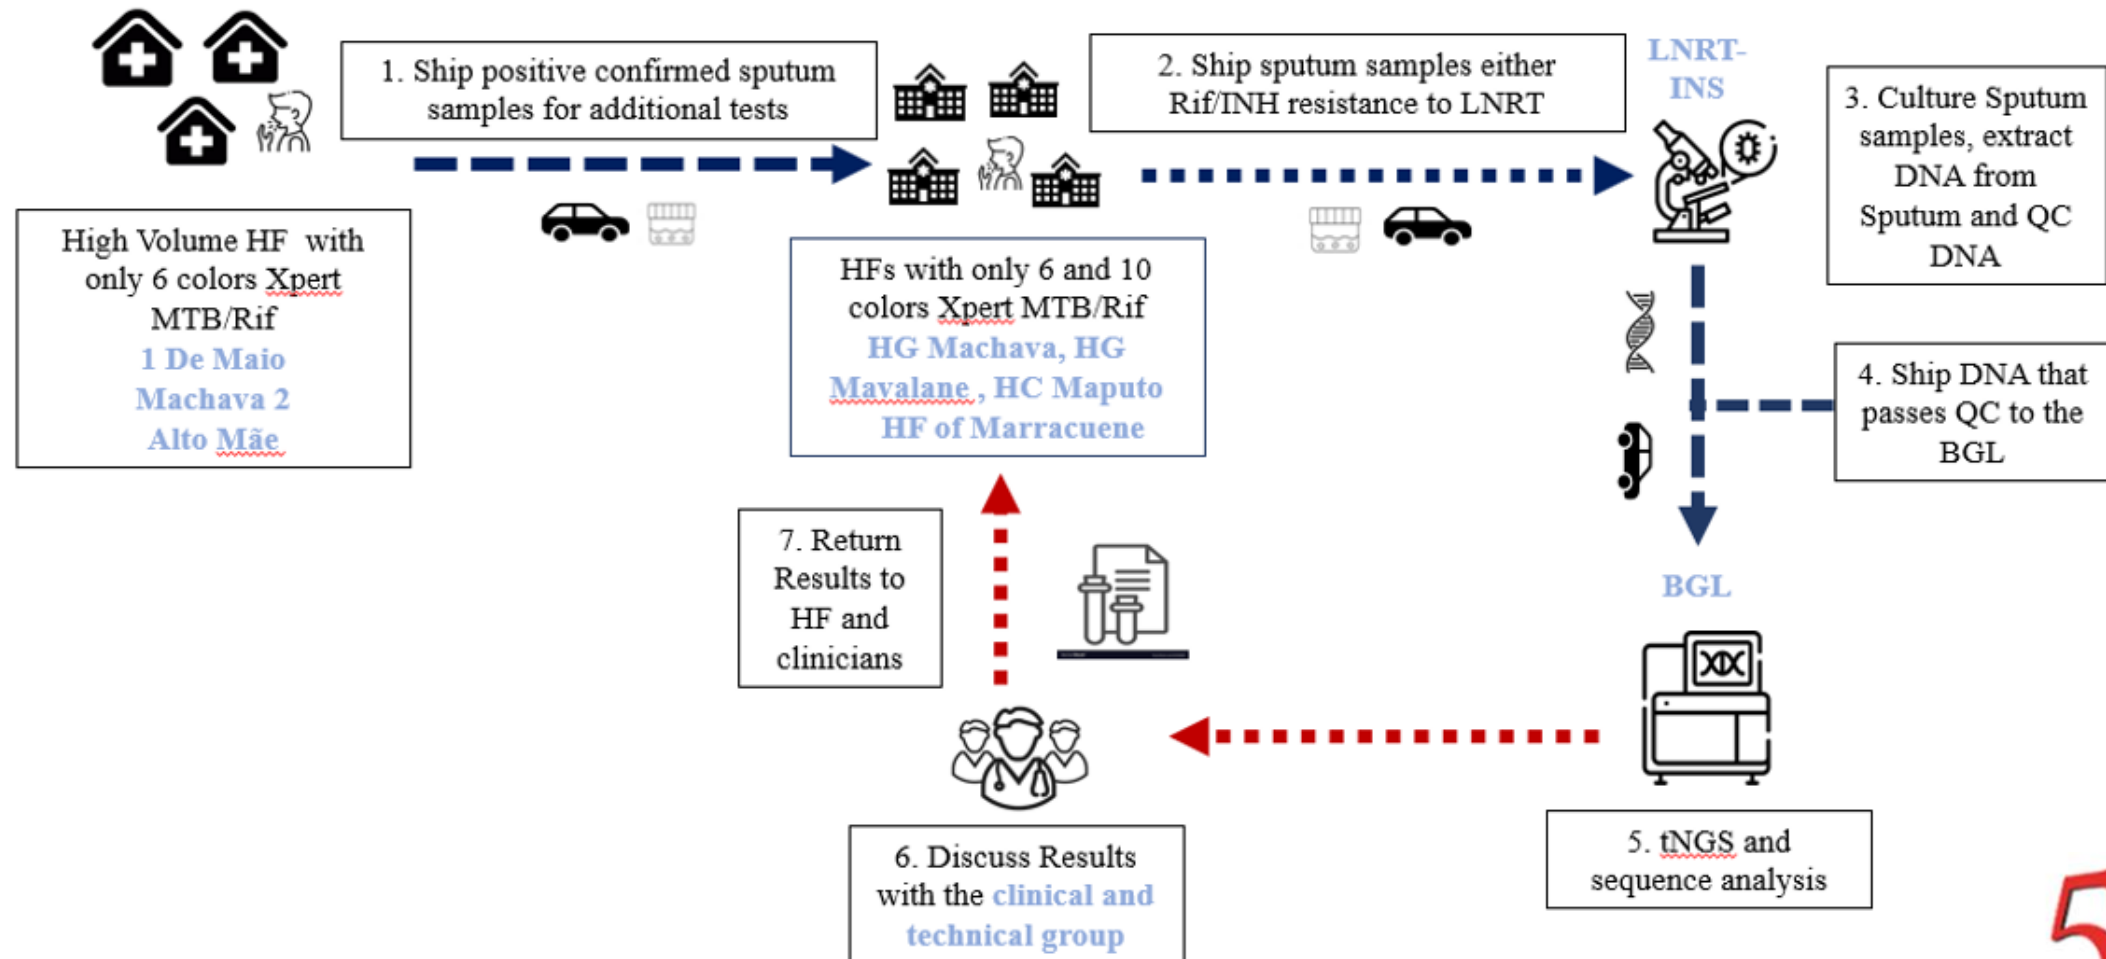 1. Ship positive confirmed sputum
samples for additional tests
2. Ship sputum samples either
Rif/INH resistance to LNRT
LNRT-
INS
3. Culture Sputum
samples, extract
DNA from
Sputum and QC
DNA
High Volume HF with
only 6 colors Xpert
MTB/Rif
1 De Maio
Machava 2
Alto Mãe
HFs with only 6 and 10
colors Xpert MTB/Rif
HG Machava, HG
Mavalane , HC Maputo
HF of Marracuene
4. Ship DNA that
passes QC to the
BGL
7. Return
Results to
HF and
clinicians
BGL
5. tNGS and
sequence analysis
6. Discuss Results
with the clinical and
technical group
5